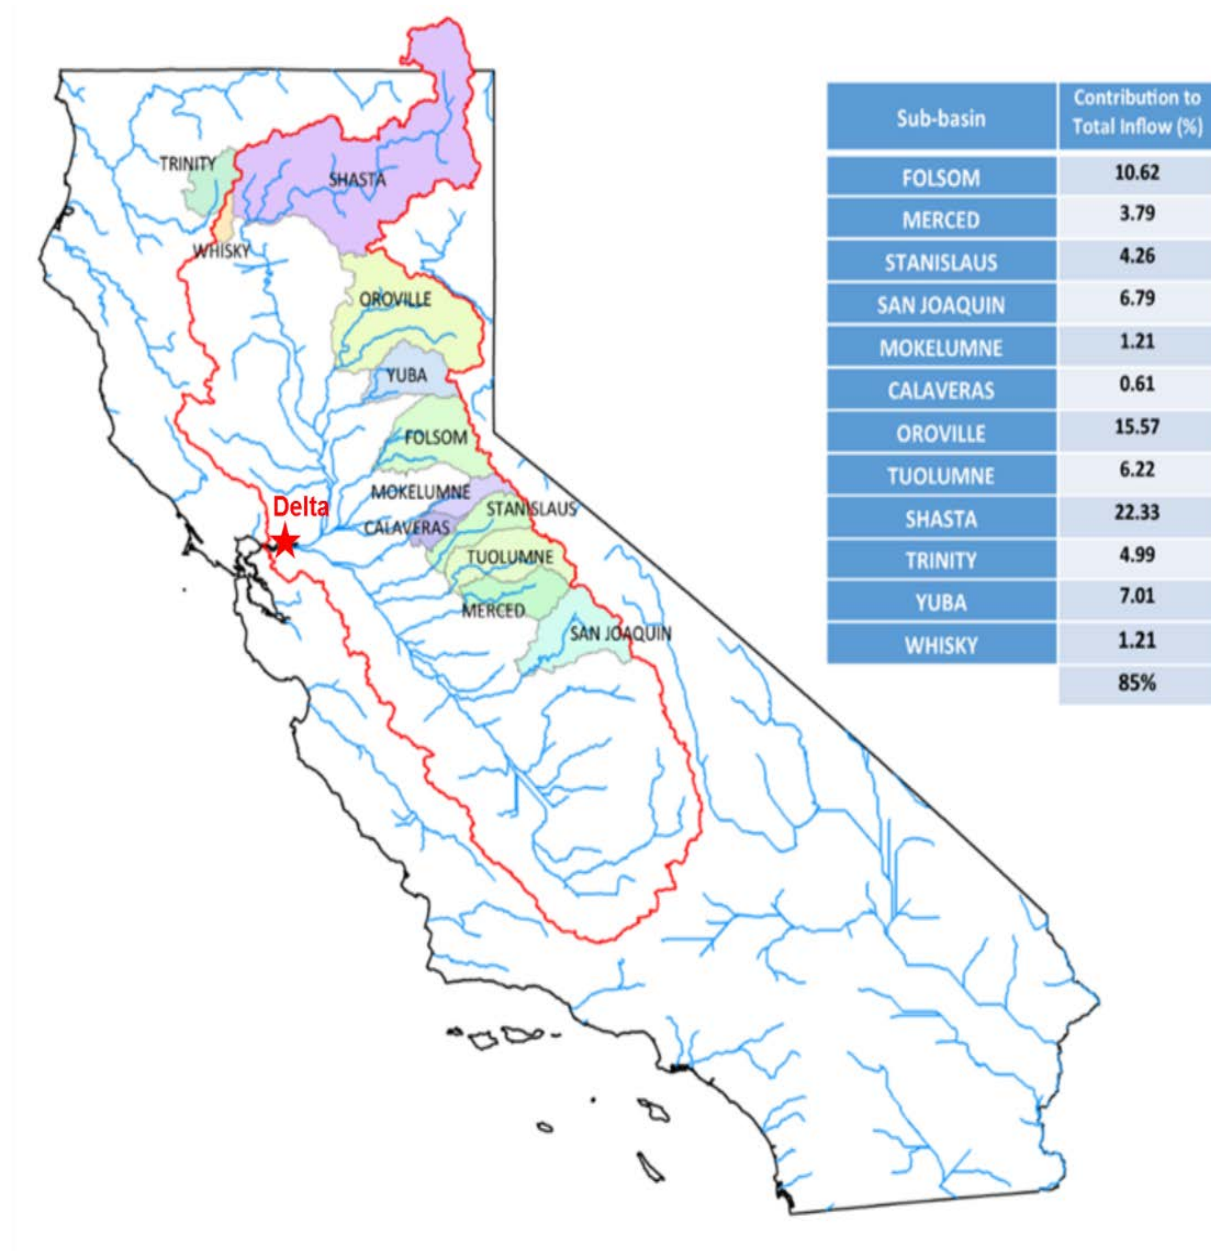 TRINITY
SHASTA
WHISKY
OROVILLE
YUBA
FOLSOM
MOKELUMNE
STANISLAUS
Delta
CALAVERAS
TUOLUMNE
MERCED
SAN JOAQUIN
Sub-basin Contribution to
Total Inflow (%)
FOLSOM 10.62
MERCED 3.79
STANISLAUS 4.26
SAN JOAQUIN 6.79
MOKELUMNE 1.21
CALAVERAS 0.61
OROVILLE 15.57
TUOLUMNE 6.22
SHASTA 22.33
TRINITY 4.99
YUBA 7.01
WHISKY 1.21
85%